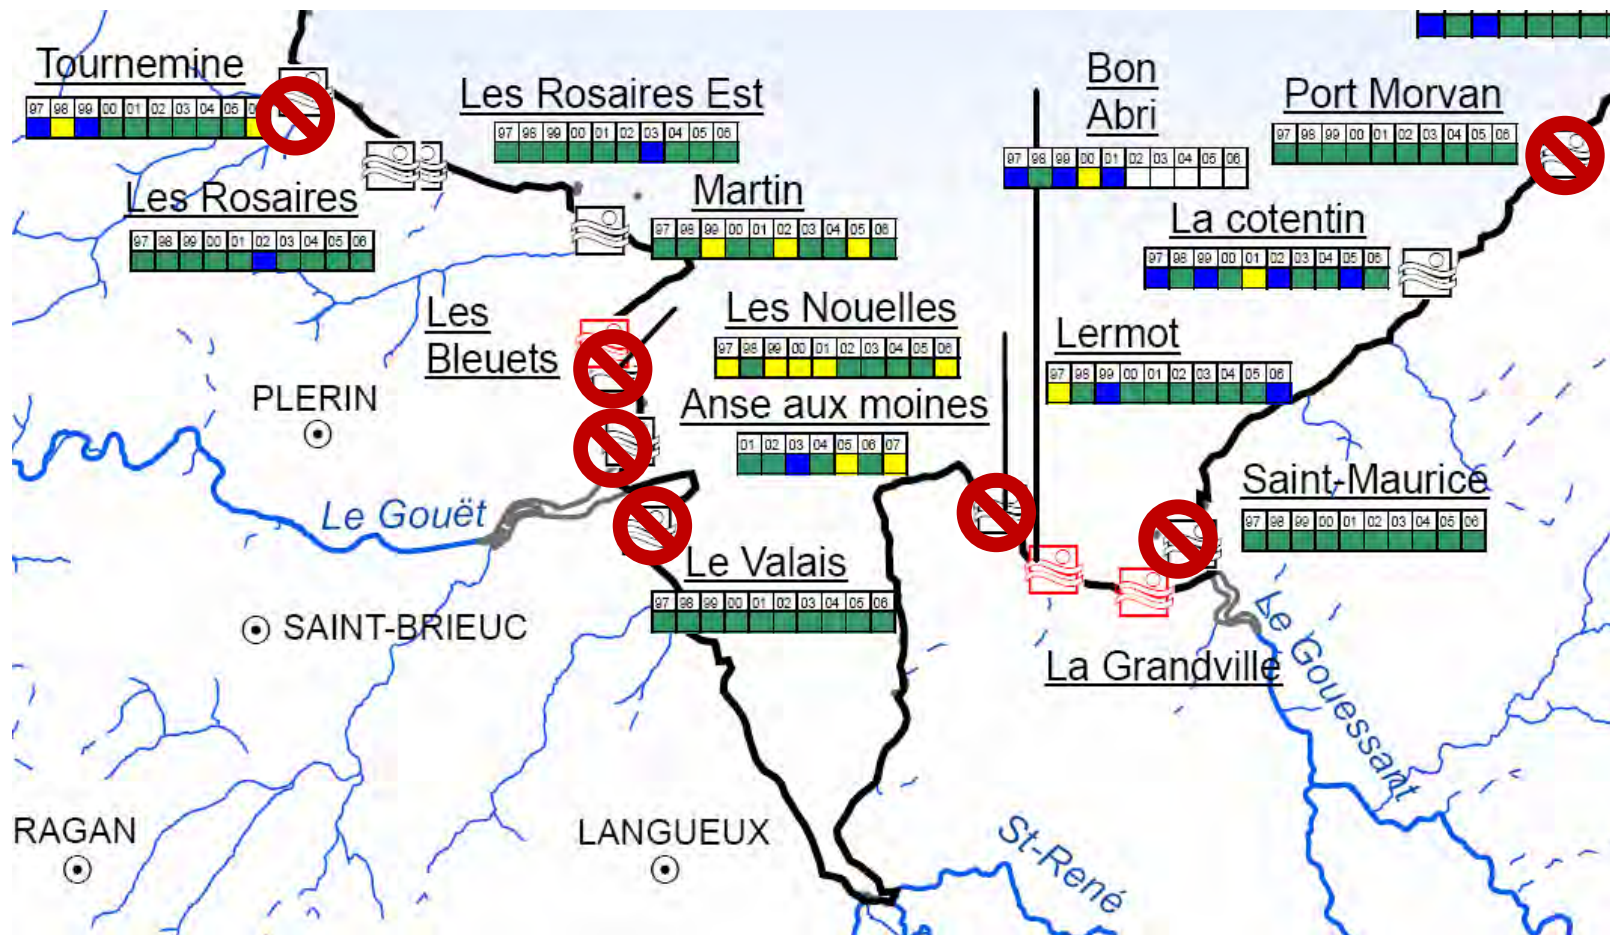 Tournemine
97 98 99 00 01 02 03 04 05
Les Rosaires Est
97 98 99 00 01 02 03 04 05 06
Bon
Abri
97 98 99 00 01 02 03 04 05 06
Port Morvan
97 98 99 00 01 02 03 04 05 06
Les Rosaires
97 98 99 00 01 02 03 04 05 06
Martin
97 98 99 00 01 02 03 04 05 06
La cotentin
97 98 99 00 01 02 03 04 05 06
Les
Bleuets
Les Nouelles
97 98 99 00 01 02 03 04 05 06
Lermot
97 98 99 00 01 02 03 04 05 06
PLERIN
Anse aux moines
01 02 03 04 05 06 07
Saint-Maurice
97 98 99 00 01 02 03 04 05 06
Le Gouët
Le Valais
97 98 99 00 01 02 03 04 05 06
SAINT-BRIEUC
La Grandville
Le Gouessant
RAGAN
LANGUEUX
St-René